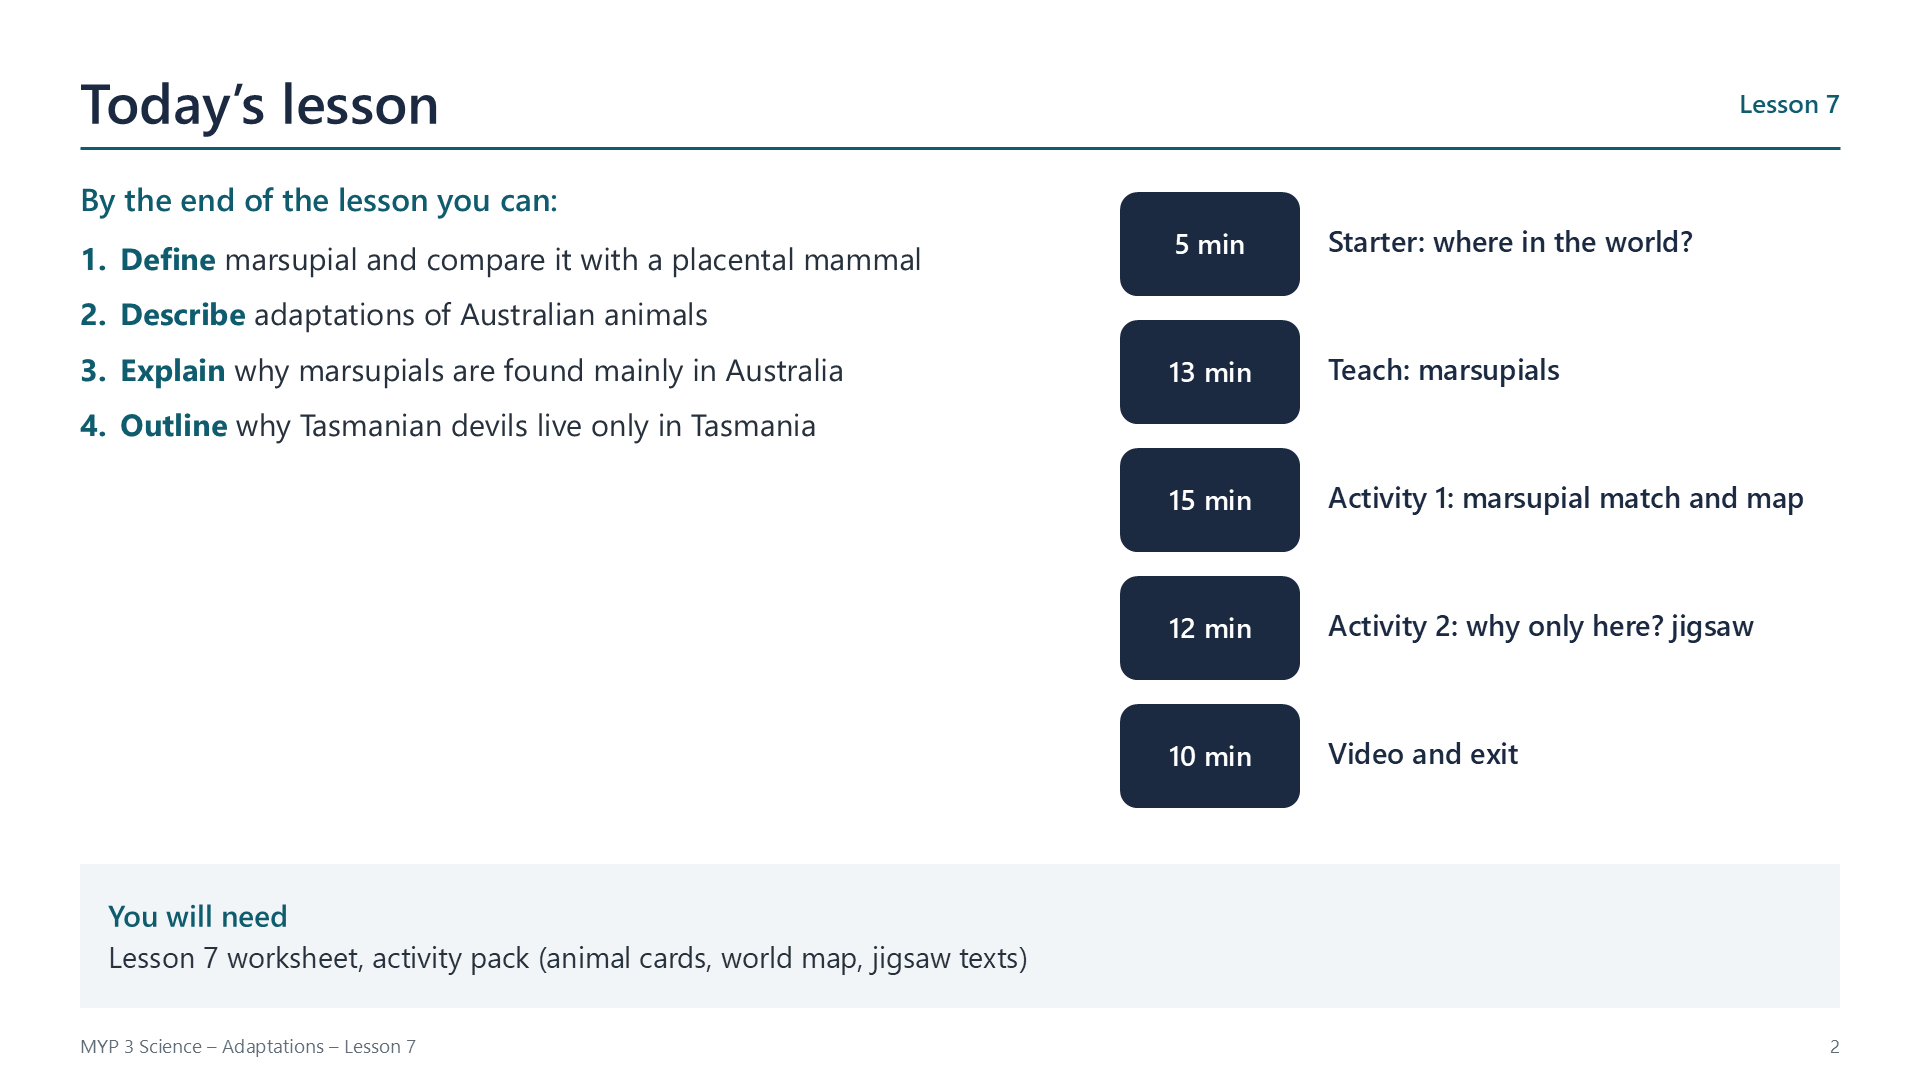 Today’s lesson
Lesson 7
By the end of the lesson you can:
1. Define marsupial and compare it with a placental mammal
2. Describe adaptations of Australian animals
3. Explain why marsupials are found mainly in Australia
4. Outline why Tasmanian devils live only in Tasmania
5 min
Starter: where in the world?
13 min
Teach: marsupials
15 min
Activity 1: marsupial match and map
12 min
Activity 2: why only here? jigsaw
10 min
Video and exit
You will need
Lesson 7 worksheet, activity pack (animal cards, world map, jigsaw texts)
MYP 3 Science – Adaptations – Lesson 7
2